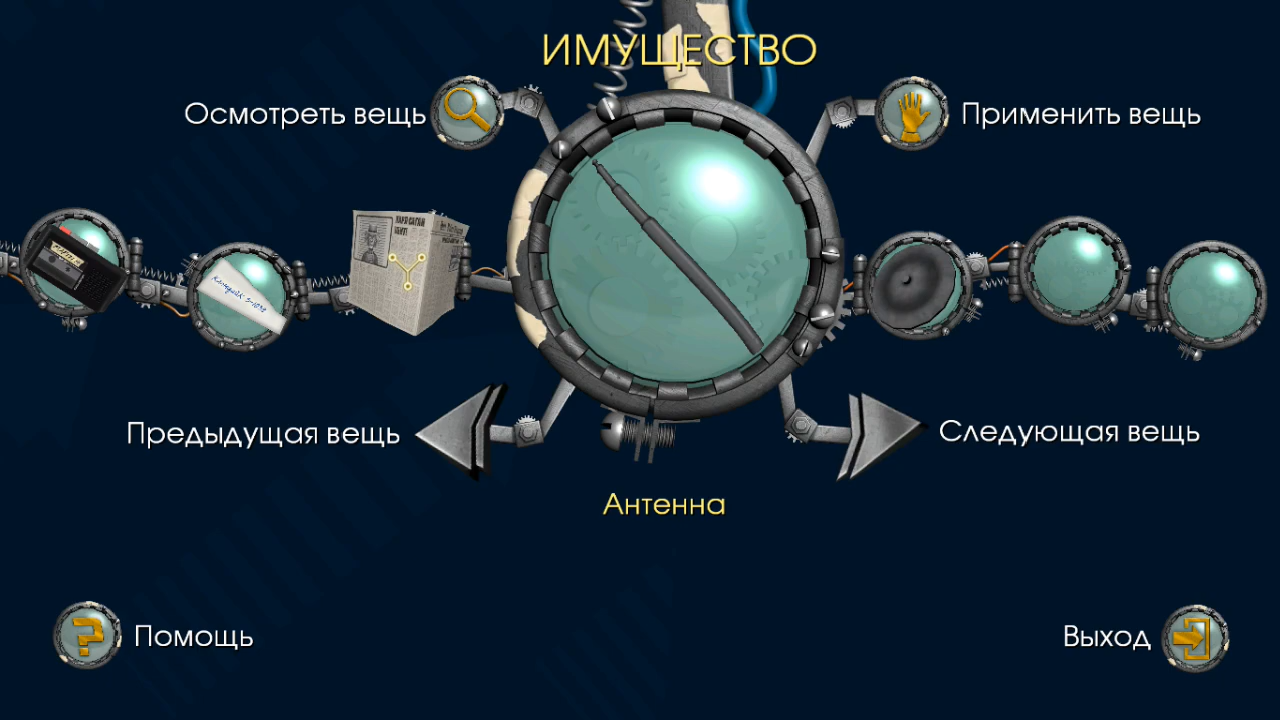 ИМУЩЕСТВО
Осмотреть вещь
Применить вещь
Предыдущая вещь
Следующая вещь
Антенна
Помощь
Выход